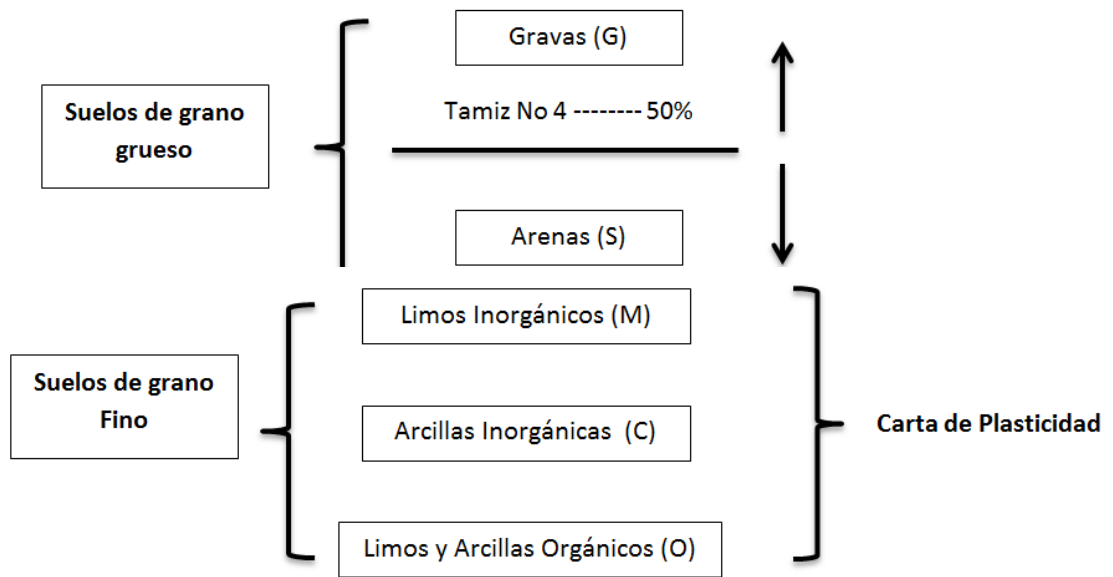 Gravas (G)
Suelos de grano
grueso
Tamiz No 4 -------- 50%
Arenas (S)
Suelos de grano
Fino
Limos Inorgánicos (M)
Arcillas Inorgánicas (C)
Limos y Arcillas Orgánicos (O)
Carta de Plasticidad